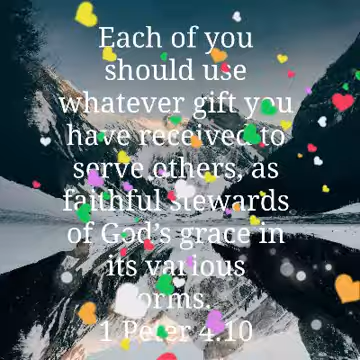 Each of you
should use
whatever gift you
have received to
serve others, as
faithful stewards
of God's grace in
its various
forms.
1 Peter 4:10